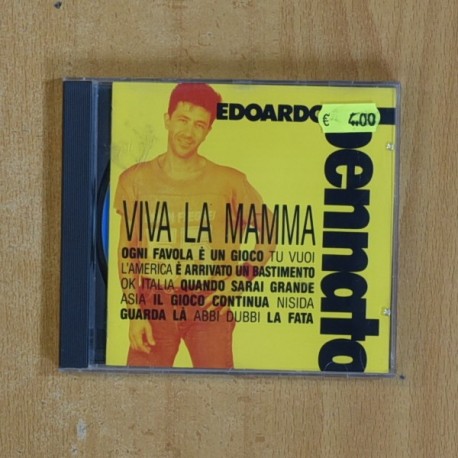 EDOARDO
bennato
€ 4.00
VIVA LA MAMMA
OGNI FAVOLA È UN GIOCO TU VUOI
L'AMERICA È ARRIVATO UN BASTIMENTO
OK ITALIA QUANDO SARAI GRANDE
ASIA IL GIOCO CONTINUA NISIDA
GUARDA LÀ ABBI DUBBI LA FATA